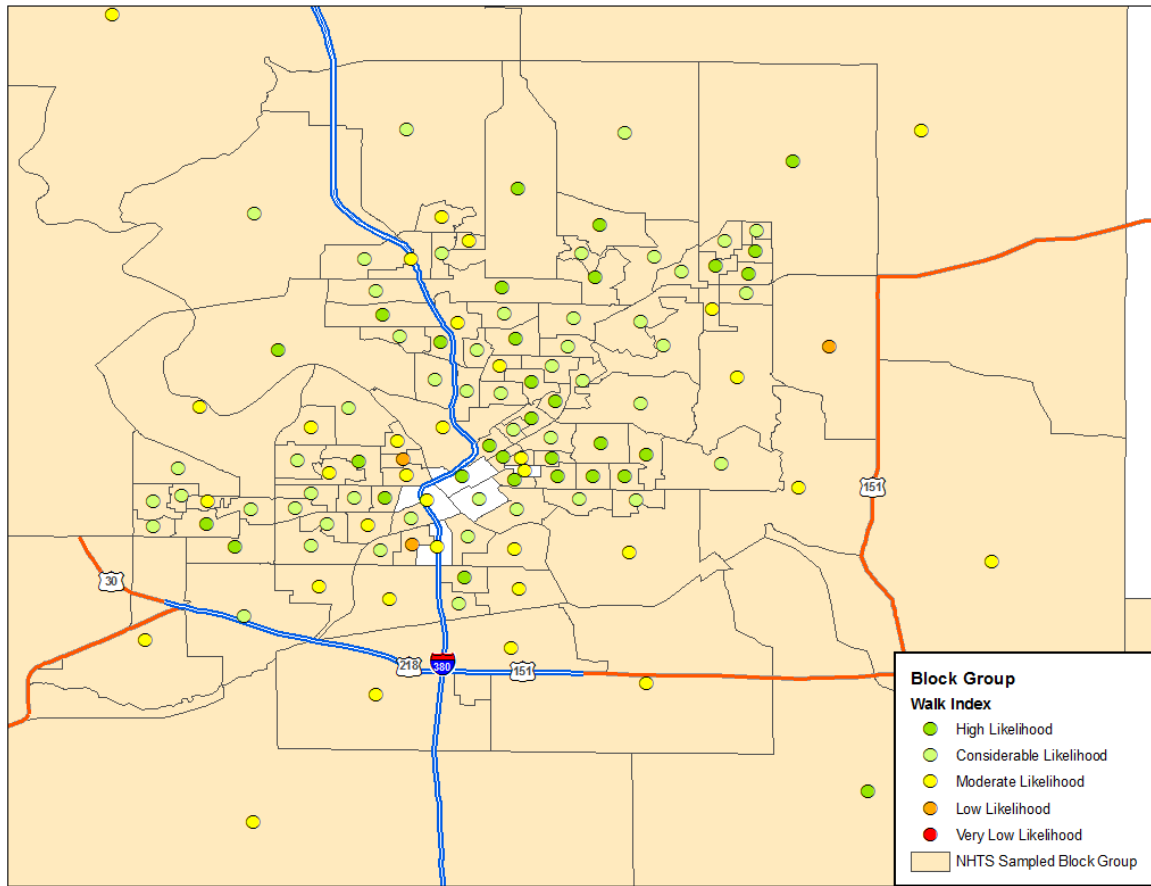 151
30
218
380
151
Block Group
Walk Index
High Likelihood
Considerable Likelihood
Moderate Likelihood
Low Likelihood
Very Low Likelihood
NHTS Sampled Block Group